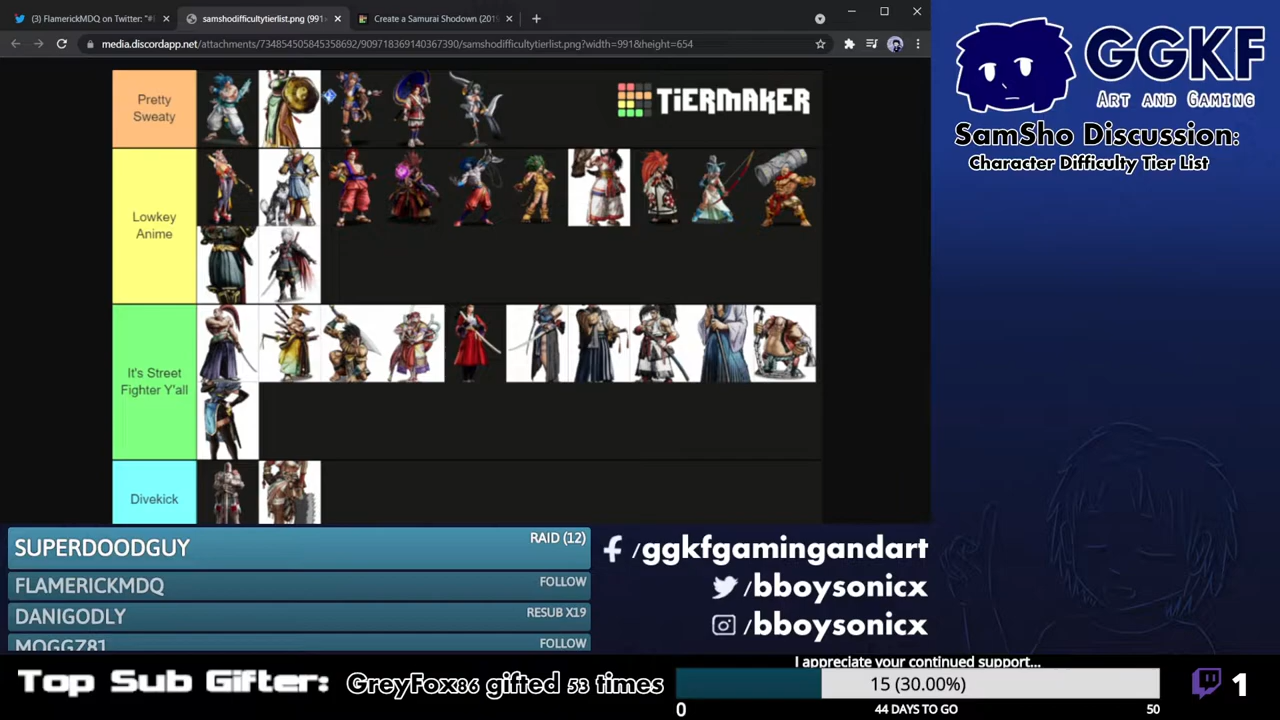 (3) FlamerickMDQ on Twitter: "#
samshodifficultytierlist.png (991×
Create a Samurai Shodown (201
media.discordapp.net/attachments/734854505845358692/909718369140367390/samshodifficultytierlist.png?width=991&height=654
Pretty Sweaty
TiERMAKER
Lowkey Anime
It's Street Fighter Y'all
Divekick
GGKF
Art and Gaming
SamSho Discussion:
Character Difficulty Tier List
SUPERDOODGUY
RAID (12)
FLAMERICKMDQ
FOLLOW
DANIGODLY
RESUB X19
MOGGZ81
FOLLOW
/ggkfgamingandart
/bboysonicx
/bboysonicx
Top Sub Gifter:
GreyFox86 gifted 53 times
I appreciate your continued support...
15 (30.00%)
0
44 DAYS TO GO
50
1